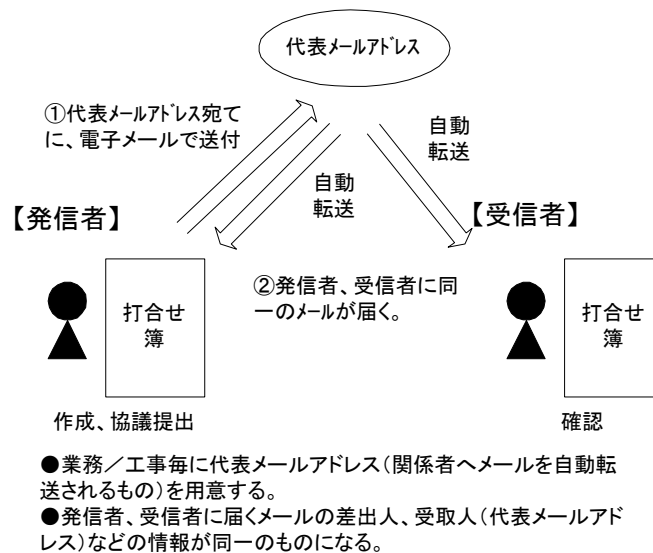 代表メールアドレス
①代表メールアドレス宛て
に、電子メールで送付
自動
転送
自動
転送
【発信者】
【受信者】
②発信者、受信者に同
一のメールが届く。
打合せ
簿
打合せ
簿
作成、協議提出
確認
●業務／工事毎に代表メールアドレス（関係者へメールを自動転
送されるもの）を用意する。
●発信者、受信者に届くメールの差出人、受取人（代表メールアド
レス）などの情報が同一のものになる。